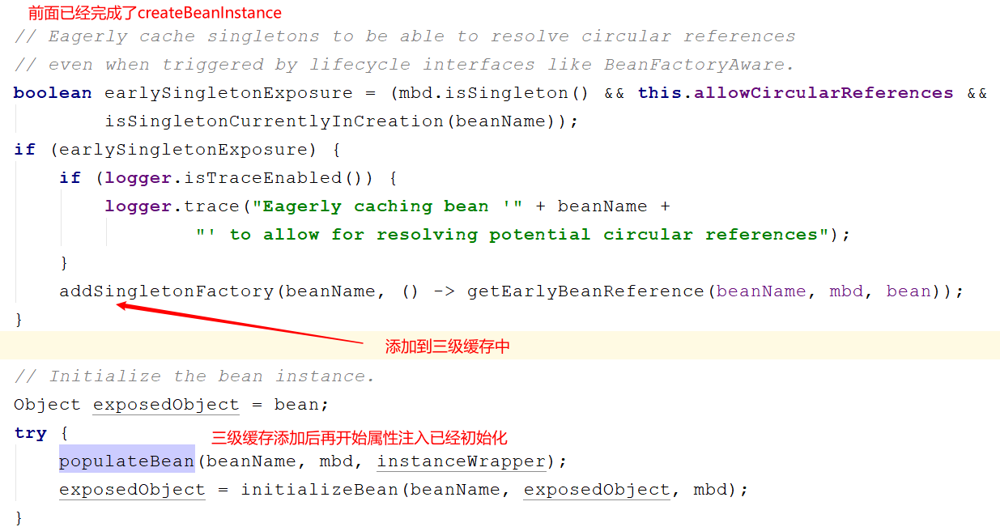 前面已经完成了createBeanInstance
// Eagerly cache singletons to be able to resolve circular references
// even when triggered by lifecycle interfaces like BeanFactoryAware.
boolean earlySingletonExposure = (mbd.isSingleton() && this.allowCircularReferences &&
isSingletonCurrentlyInCreation(beanName));
if (earlySingletonExposure) {
if (logger.isTraceEnabled()) {
logger.trace("Eagerly caching bean '" + beanName +
"' to allow for resolving potential circular references");
}
addSingletonFactory(beanName, () -> getEarlyBeanReference(beanName, mbd, bean));
}
添加到三级缓存中
// Initialize the bean instance.
Object exposedObject = bean;
try {
三级缓存添加后再开始属性注入已经初始化
populateBean(beanName, mbd, instanceWrapper);
exposedObject = initializeBean(beanName, exposedObject, mbd);
}